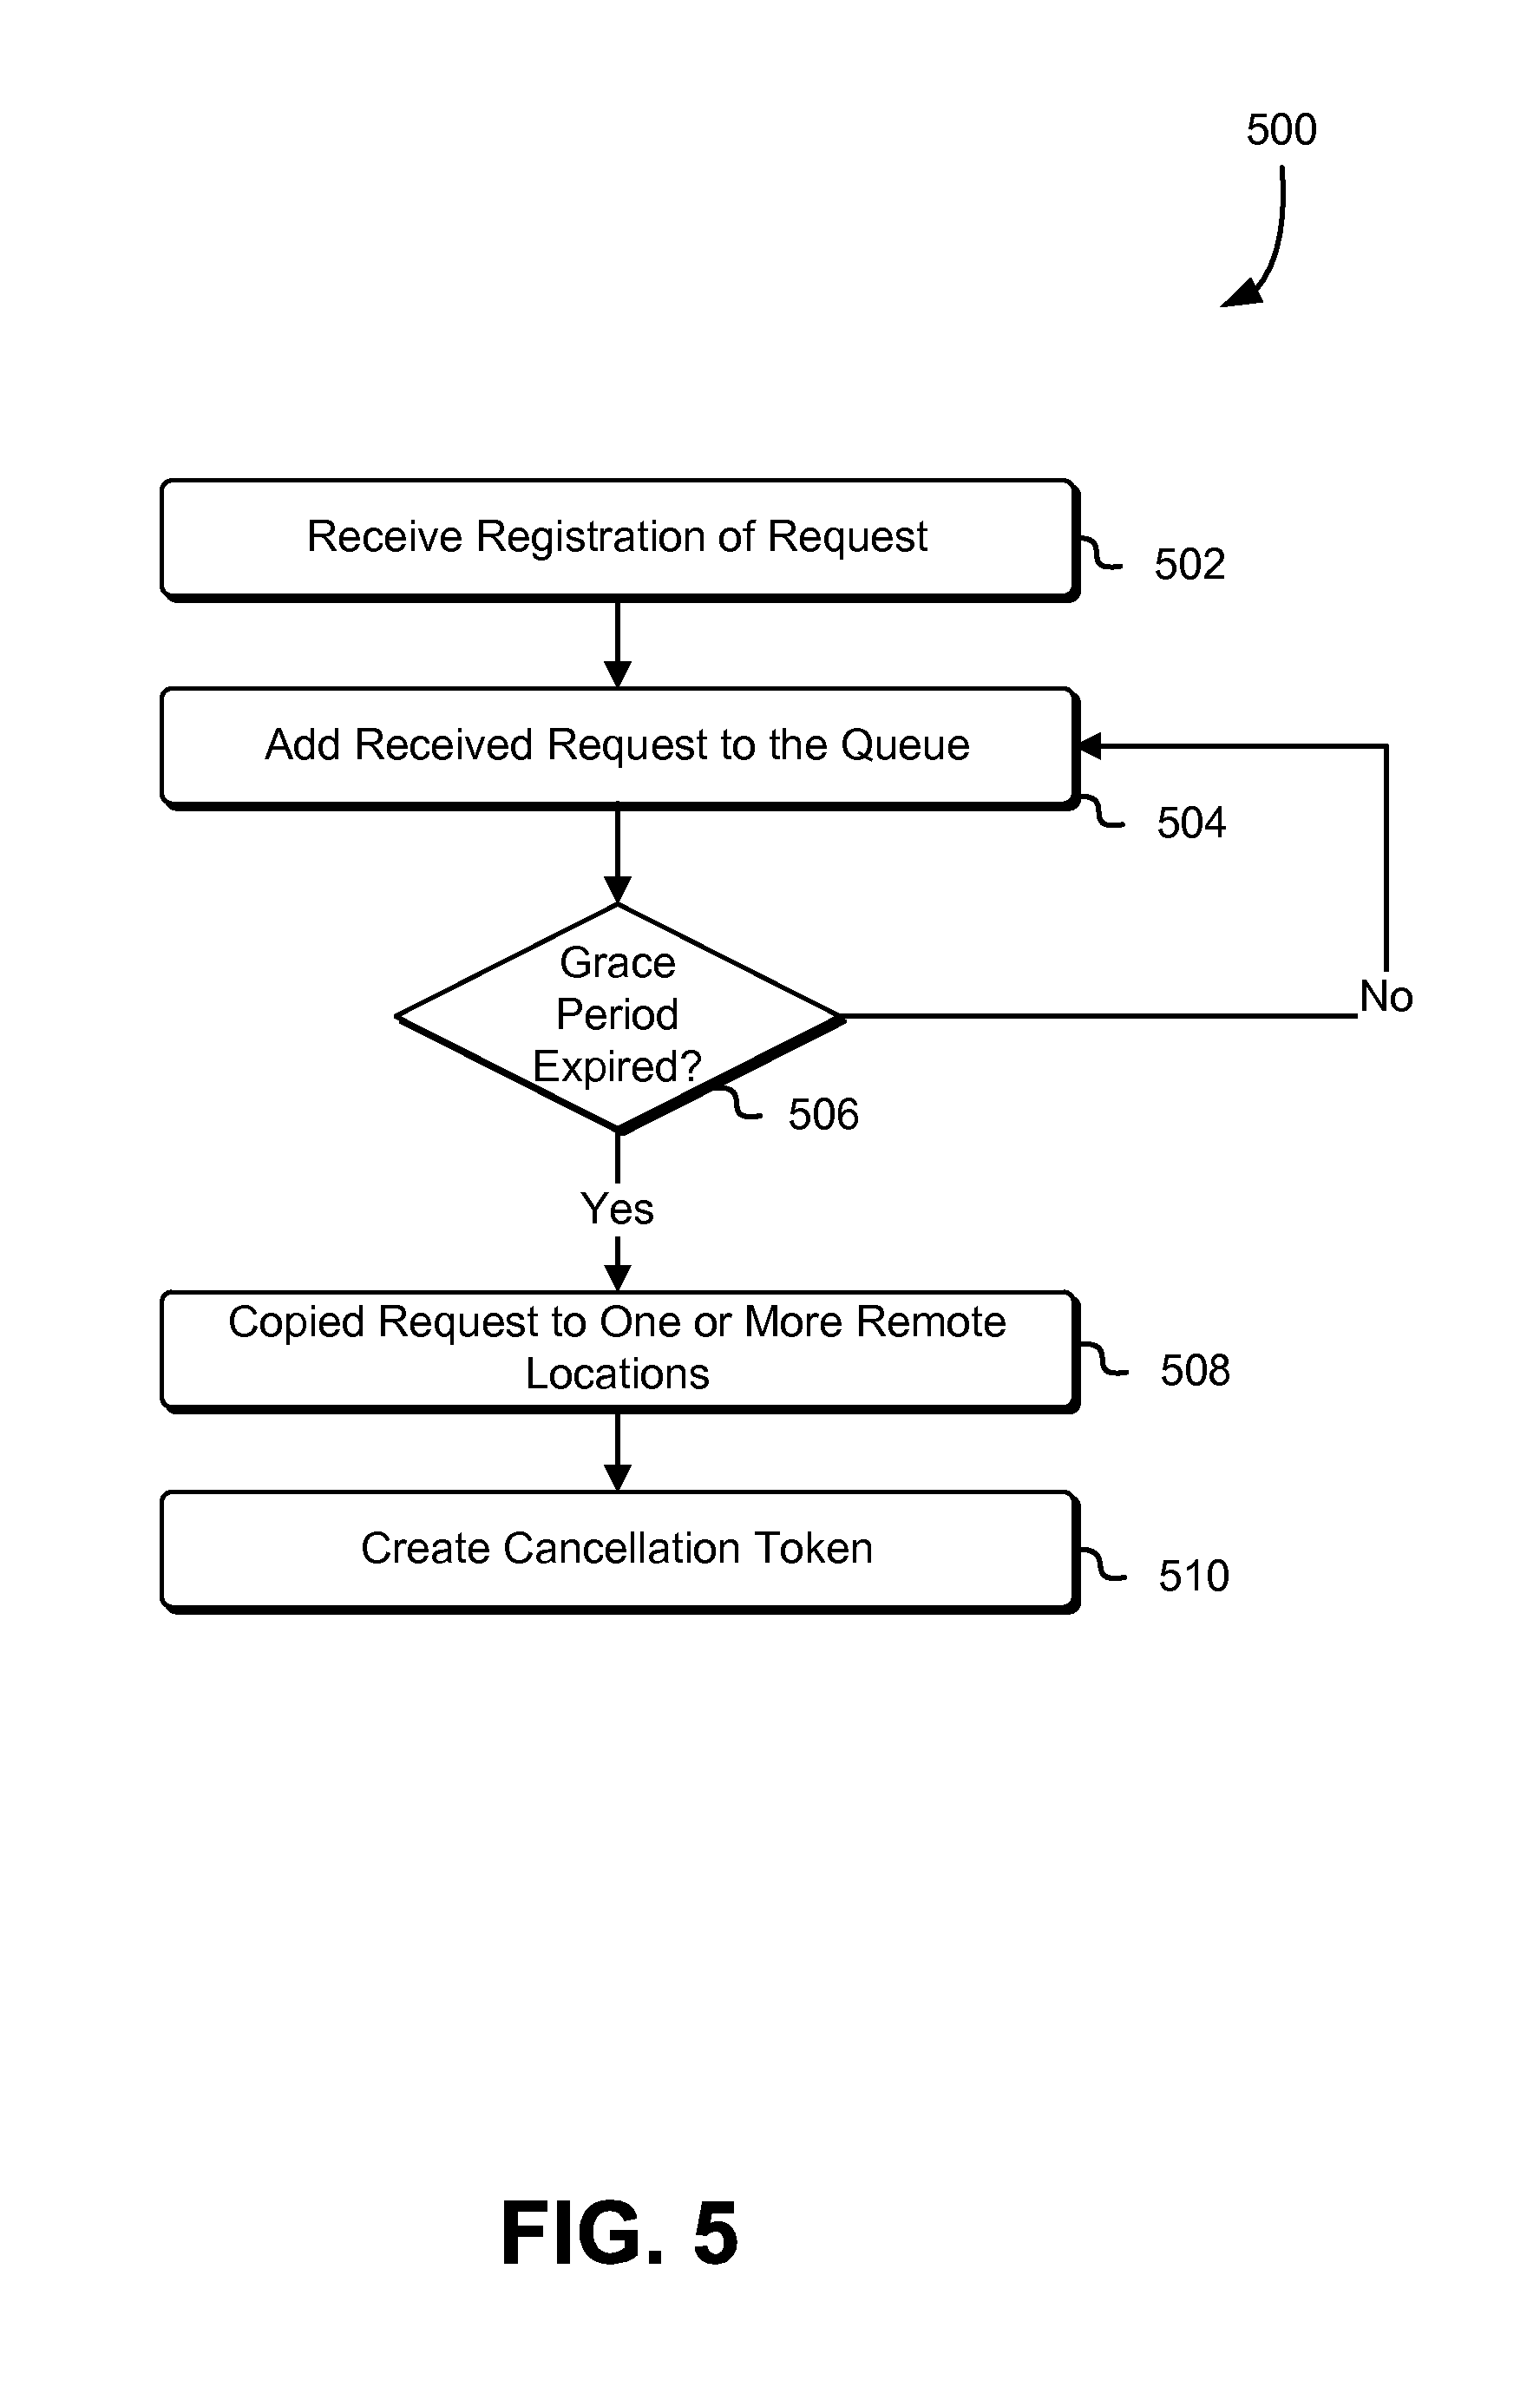 500
Receive Registration of Request
502
Add Received Request to the Queue
504
Grace
Period
Expired?
No
506
Yes
Copied Request to One or More Remote
Locations
508
Create Cancellation Token
510
FIG. 5